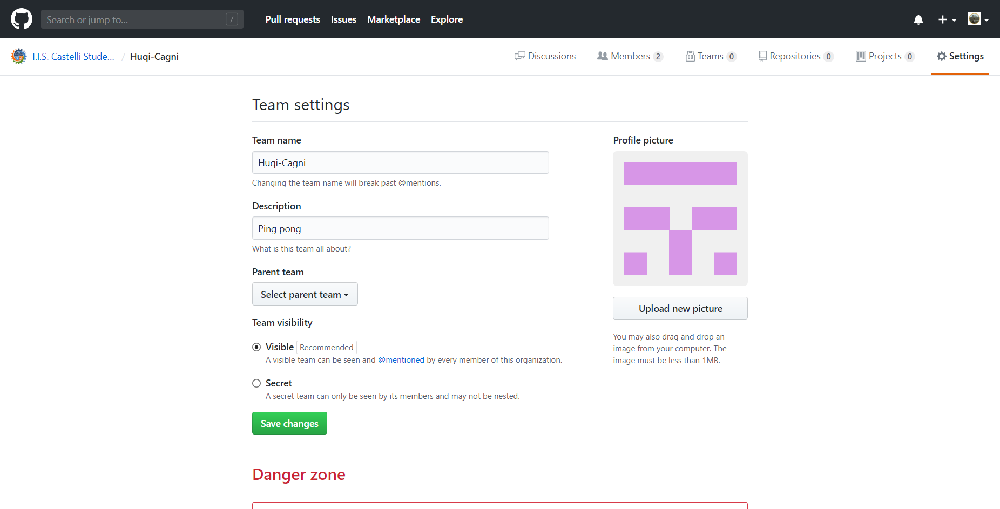 Search or jump to... /
Pull requests Issues Marketplace Explore
I.I.S. Castelli Stude... / Huqi-Cagni
Discussions Members 2 Teams 0 Repositories 0 Projects 0 Settings
Team settings
Team name
Huqi-Cagni
Changing the team name will break past @mentions.
Description
Ping pong
What is this team all about?
Parent team
Select parent team
Team visibility
Visible Recommended
A visible team can be seen and @mentioned by every member of this organization.
Secret
A secret team can only be seen by its members and may not be nested.
Save changes
Profile picture
Upload new picture
You may also drag and drop an
image from your computer. The
image must be less than 1MB.
Danger zone